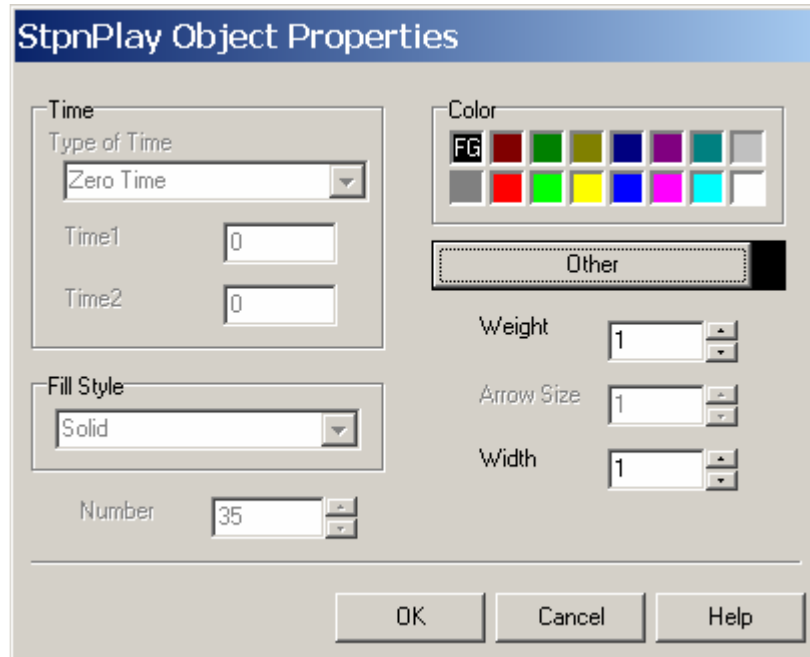 StpnPlay Object Properties
Time
Type of Time
Zero Time
Time1
0
Time2
0
Fill Style
Solid
Number
35
Color
FG
Other
Weight
1
Arrow Size
1
Width
1
OK
Cancel
Help